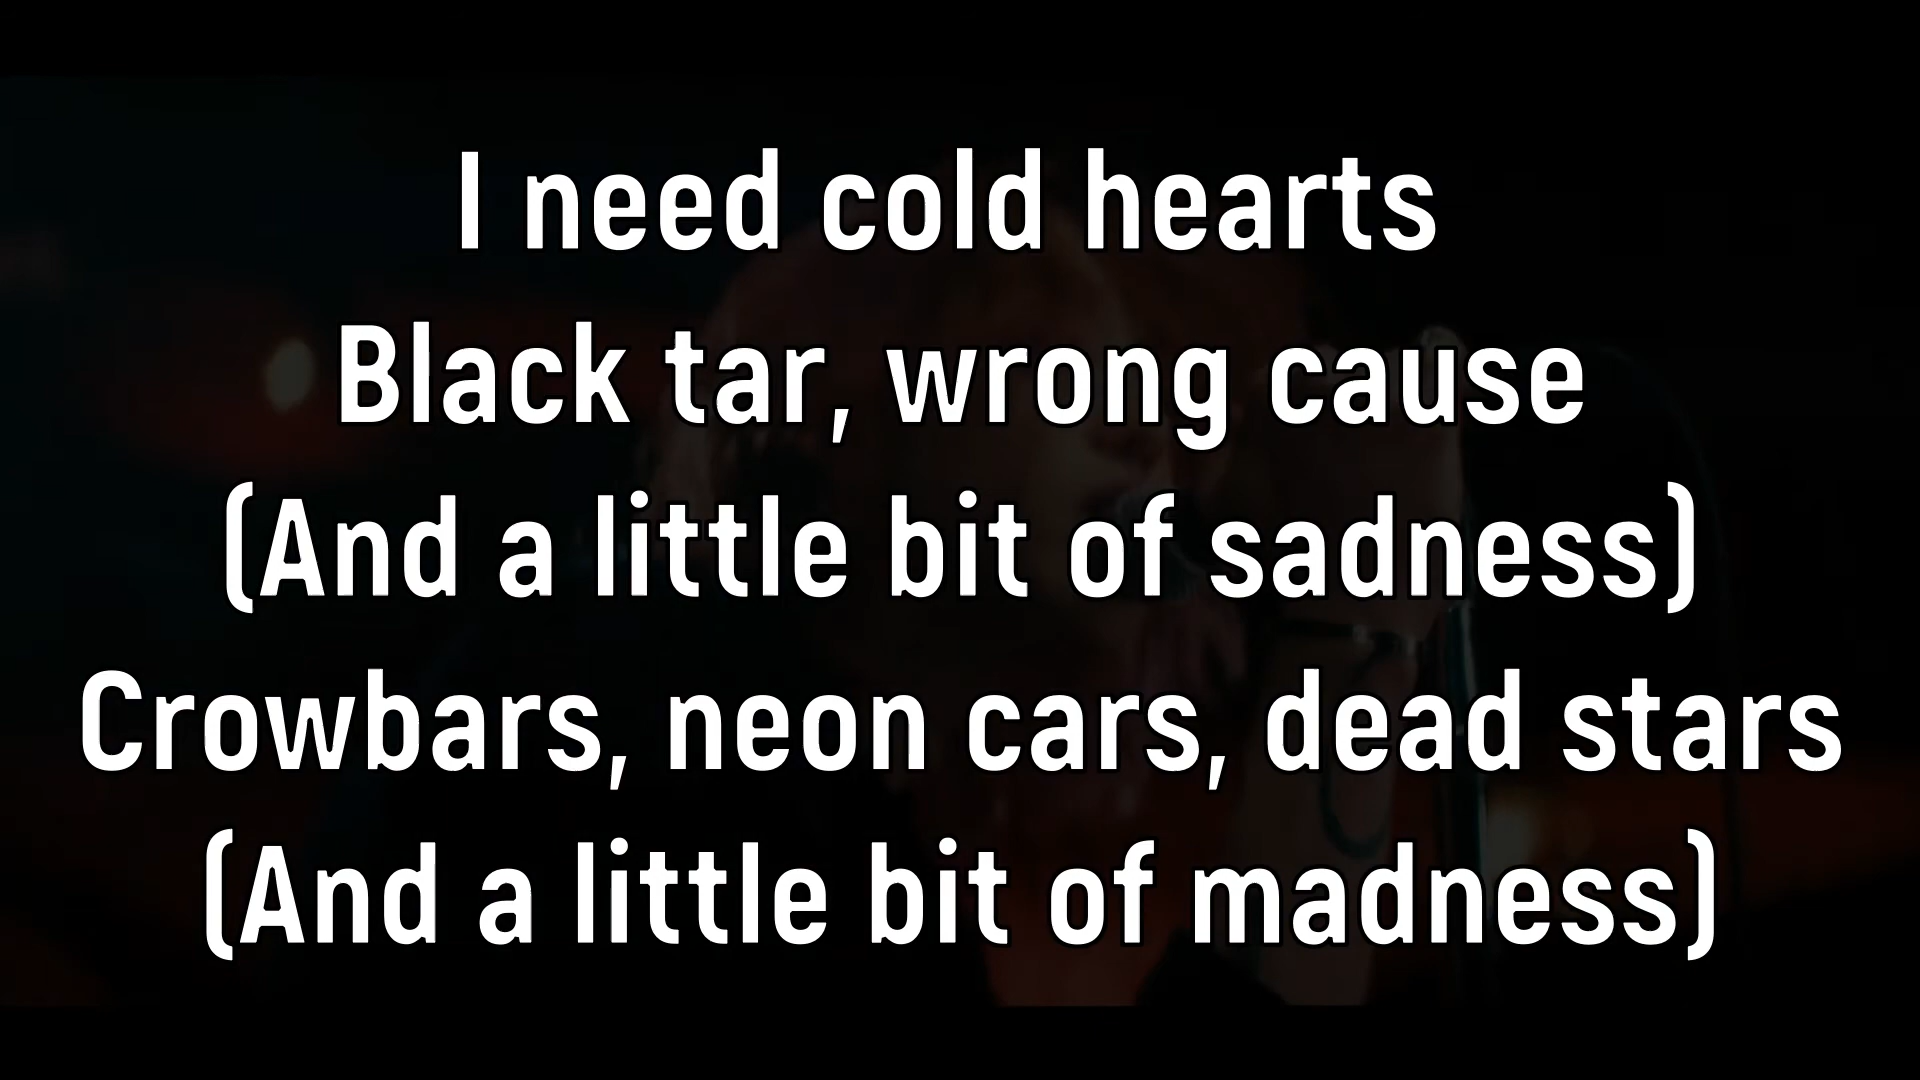 I need cold hearts
Black tar, wrong cause
(And a little bit of sadness)
Crowbars, neon cars, dead stars
(And a little bit of madness)